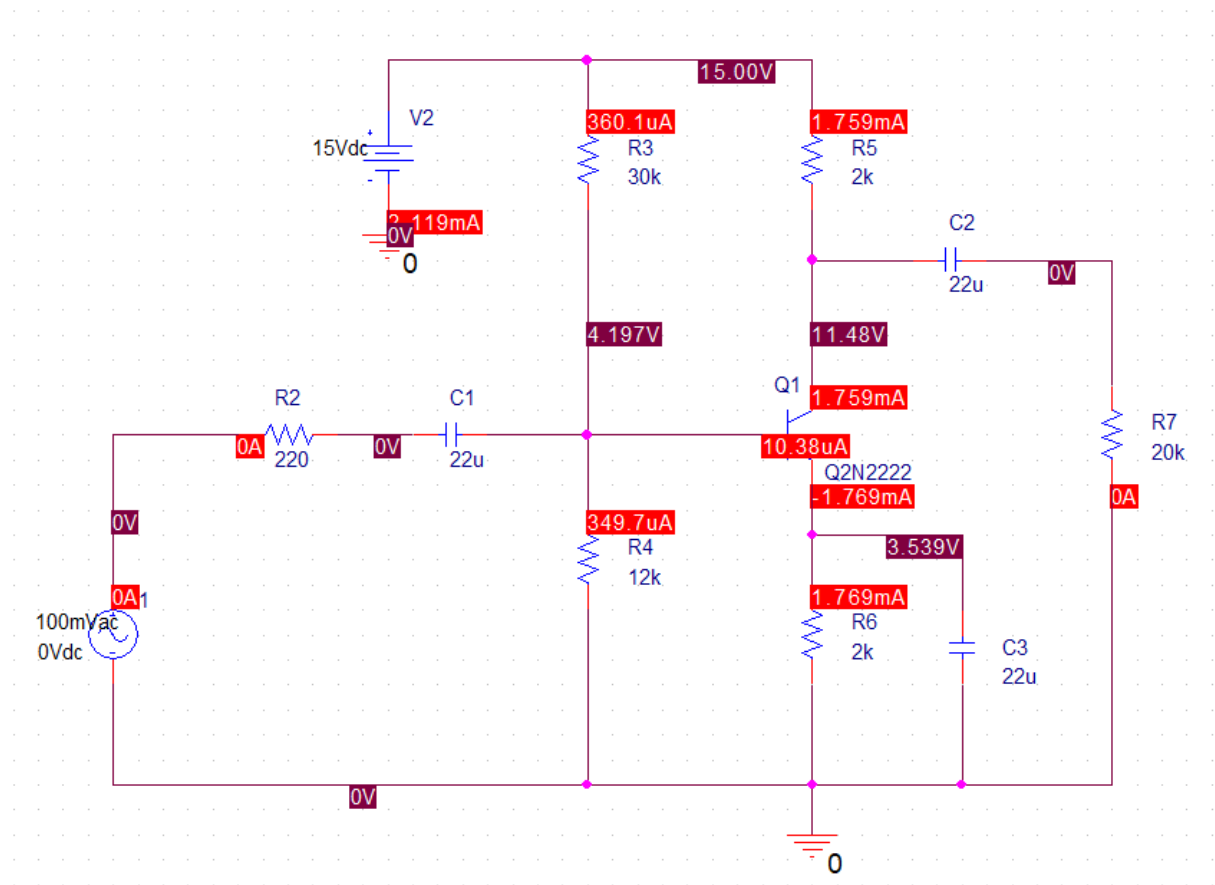 15.00V
V2
15Vdc
360.1uA
R3
30k
1.759mA
R5
2k
119mA
0V
0
C2
22u
0V
4.197V
11.48V
R2
0A
220
C1
0V
22u
Q1
1.759mA
10.38uA
Q2N2222
-1.769mA
R7
20k
0A
0V
349.7uA
R4
12k
3.539V
0A
1
100mVac
0Vdc
1.769mA
R6
2k
C3
22u
0V
0